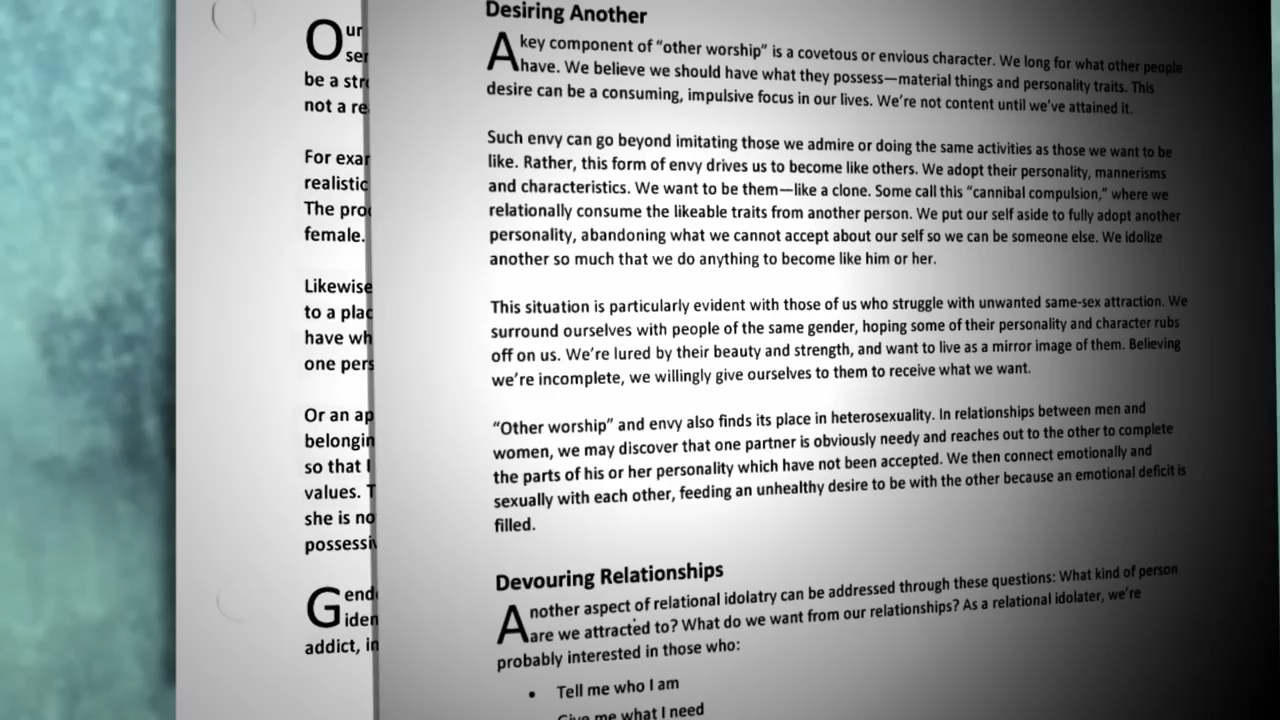 Our
ser
be a str
not a re
For exar
realistic
The pro
female.
Likewise
to a plac
have wh
one pers
Or an ap
belongin
so that I
values. T
she is no
possessiv
Gend
iden
addict, in
Desiring Another
A key component of “other worship” is a covetous or envious character. We long for what other people
have. We believe we should have what they possess—material things and personality traits. This
desire can be a consuming, impulsive focus in our lives. We’re not content until we’ve attained it.
Such envy can go beyond imitating those we admire or doing the same activities as those we want to be
like. Rather, this form of envy drives us to become like others. We adopt their personality, mannerisms
and characteristics. We want to be them—like a clone. Some call this “cannibal compulsion,” where we
relationally consume the likeable traits from another person. We put our self aside to fully adopt another
personality, abandoning what we cannot accept about our self so we can be someone else. We idolize
another so much that we do anything to become like him or her.
This situation is particularly evident with those of us who struggle with unwanted same-sex attraction. We
surround ourselves with people of the same gender, hoping some of their personality and character rubs
off on us. We’re lured by their beauty and strength, and want to live as a mirror image of them. Believing
we’re incomplete, we willingly give ourselves to them to receive what we want.
“Other worship” and envy also finds its place in heterosexuality. In relationships between men and
women, we may discover that one partner is obviously needy and reaches out to the other to complete
the parts of his or her personality which have not been accepted. We then connect emotionally and
sexually with each other, feeding an unhealthy desire to be with the other because an emotional deficit is
filled.
Devouring Relationships
Another aspect of relational idolatry can be addressed through these questions: What kind of person
are we attracted to? What do we want from our relationships? As a relational idolater, we’re
probably interested in those who:
• Tell me who I am
Give me what I need